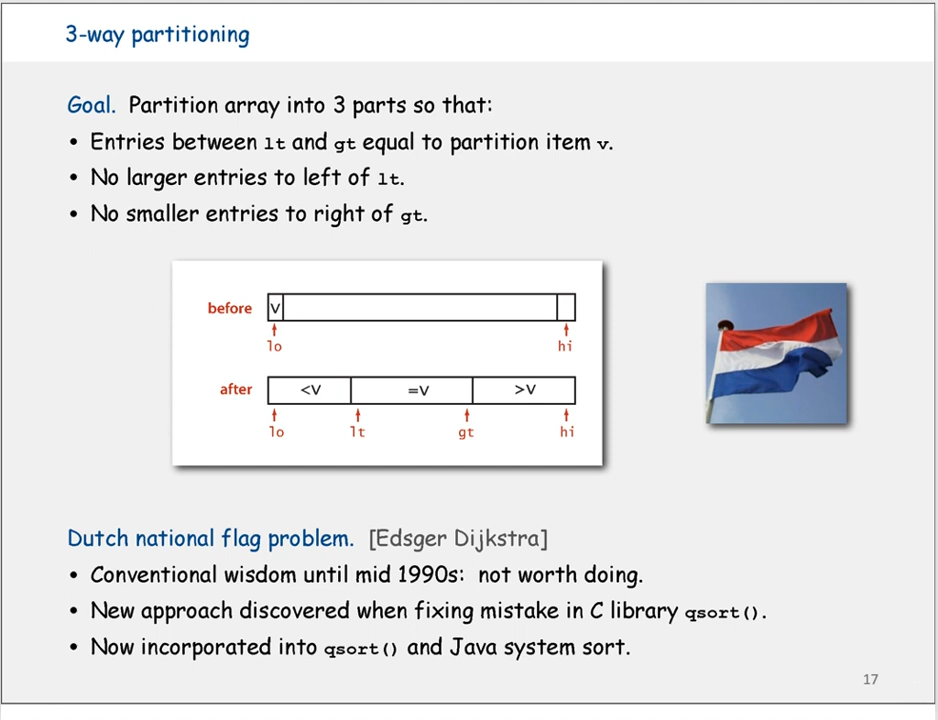 3-way partitioning
Goal. Partition array into 3 parts so that:
• Entries between lt and gt equal to partition item v.
• No larger entries to left of lt.
• No smaller entries to right of gt.
before v
lo hi
after <v =v >v
lo lt gt hi
Dutch national flag problem. [Edsger Dijkstra]
• Conventional wisdom until mid 1990s: not worth doing.
• New approach discovered when fixing mistake in C library qsort().
• Now incorporated into qsort() and Java system sort.
17